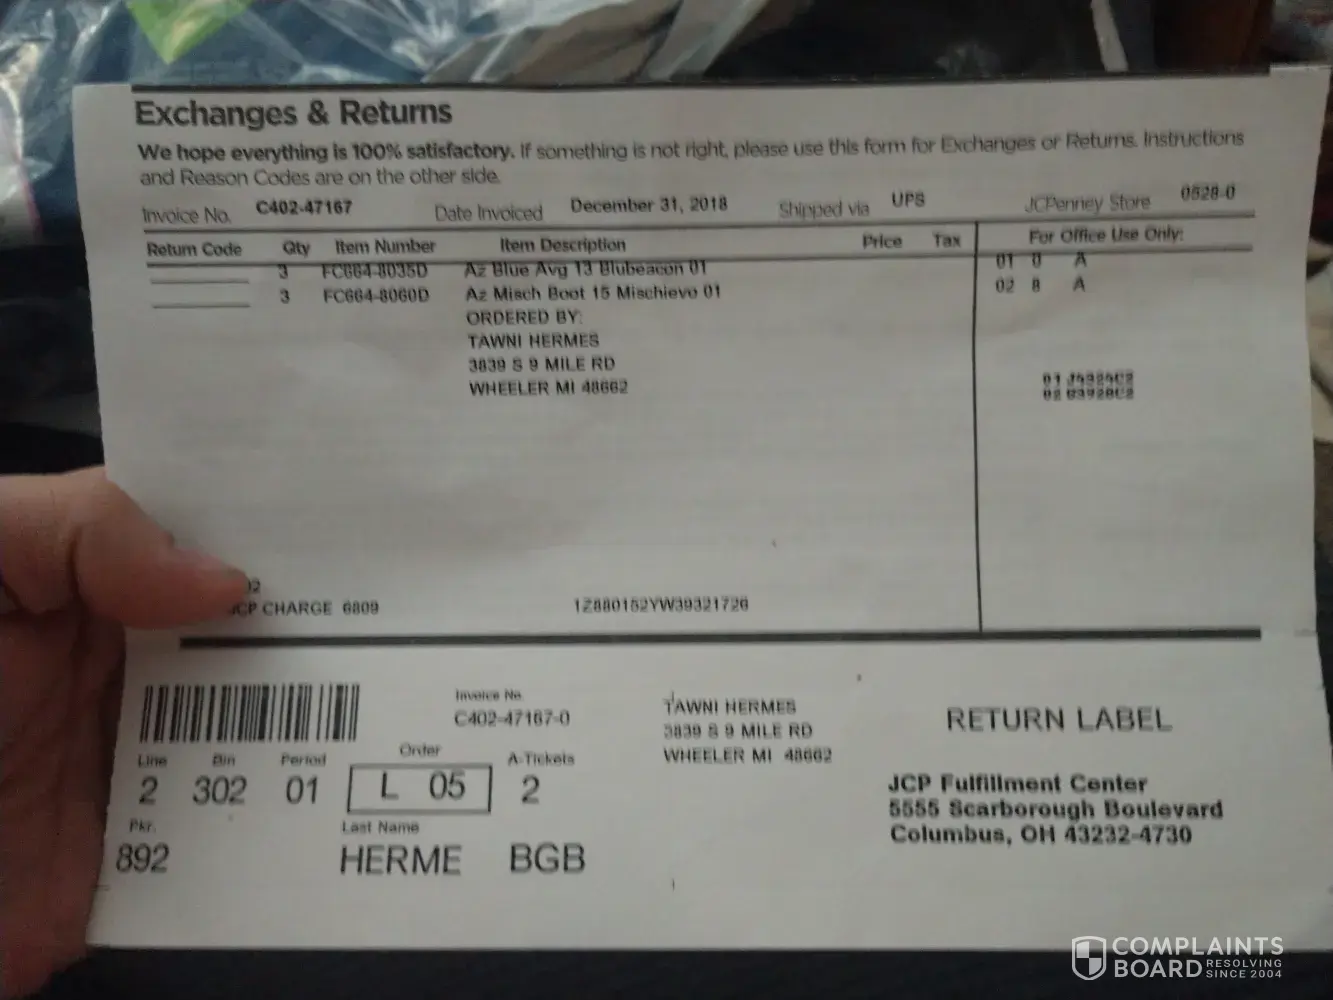 Exchanges & Returns
We hope everything is 100% satisfactory. If something is not right, please use this form for Exchanges or Returns. Instructions
and Reason Codes are on the other side.
Invoice No. C402-47167 Date Invoiced December 31, 2018 Shipped via UPS JCPenney Store 0528-0
Return Code Qty Item Number Item Description Price Tax For Office Use Only:
3 FC664-8035D Az Blue Avg 13 Blubeacon 01 01 8 A
3 FC664-8060D Az Misch Boot 15 Mischievo 01 02 8 A
ORDERED BY:
TAWNI HERMES
3839 S 9 MILE RD
WHEELER MI 48662
02
JCP CHARGE 6809 1Z880152YW39321726
Invoice No.
C402-47167-0
TAWNI HERMES
3839 S 9 MILE RD
WHEELER MI 48662
RETURN LABEL
Line Bin Period Order A-Tickets
2 302 01 L 05 2
JCP Fulfillment Center
5555 Scarborough Boulevard
Columbus, OH 43232-4730
Pkr. Last Name
892 HERME BGB
COMPLAINTS
BOARD RESOLVING
SINCE 2004